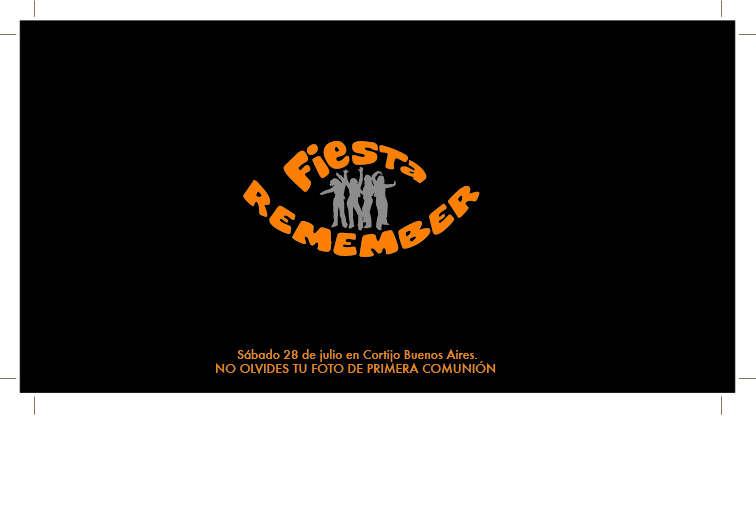 Fiesta
REMEMBER
Sábado 28 de julio en Cortijo Buenos Aires.
NO OLVIDES TU FOTO DE PRIMERA COMUNIÓN